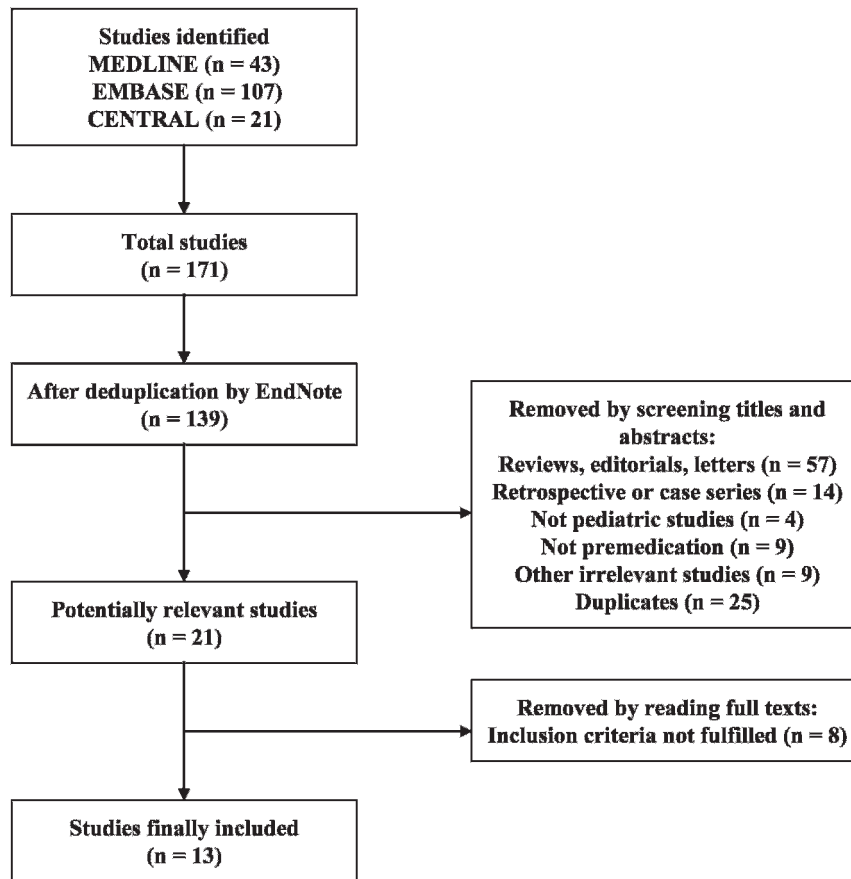 Studies identified
MEDLINE (n = 43)
EMBASE (n = 107)
CENTRAL (n = 21)
Total studies
(n = 171)
After deduplication by EndNote
(n = 139)
Removed by screening titles and
abstracts:
Reviews, editorials, letters (n = 57)
Retrospective or case series (n = 14)
Not pediatric studies (n = 4)
Not premedication (n = 9)
Other irrelevant studies (n = 9)
Duplicates (n = 25)
Potentially relevant studies
(n = 21)
Removed by reading full texts:
Inclusion criteria not fulfilled (n = 8)
Studies finally included
(n = 13)